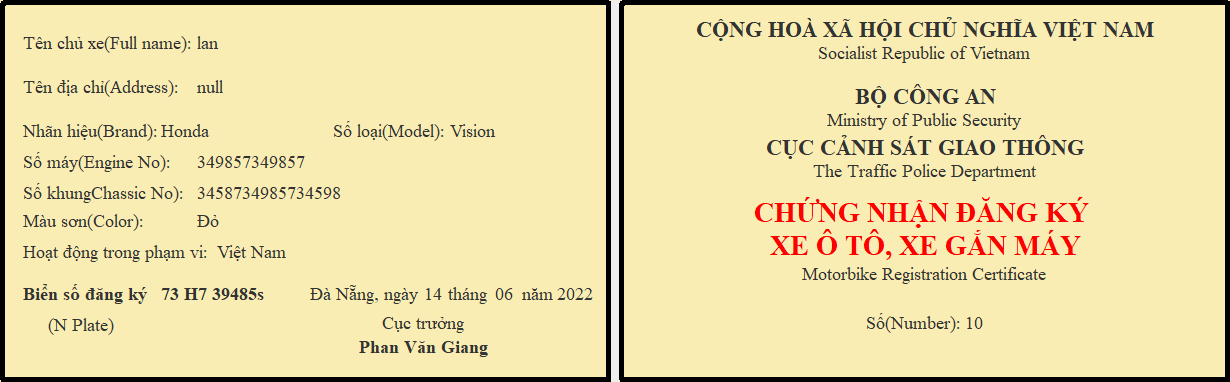 Tên chủ xe(Full name): lan
Tên địa chỉ(Address): null
Nhãn hiệu(Brand): Honda Số loại(Model): Vision
Số máy(Engine No): 349857349857
Số khungChassic No): 3458734985734598
Màu sơn(Color): Đỏ
Hoạt động trong phạm vi: Việt Nam
Biển số đăng ký 73 H7 39485s Đà Nẵng, ngày 14 tháng 06 năm 2022
(N Plate) Cục trưởng
Phan Văn Giang
CỘNG HOÀ XÃ HỘI CHỦ NGHĨA VIỆT NAM
Socialist Republic of Vietnam
BỘ CÔNG AN
Ministry of Public Security
CỤC CẢNH SÁT GIAO THÔNG
The Traffic Police Department
CHỨNG NHẬN ĐĂNG KÝ
XE Ô TÔ, XE GẮN MÁY
Motorbike Registration Certificate
Số(Number): 10